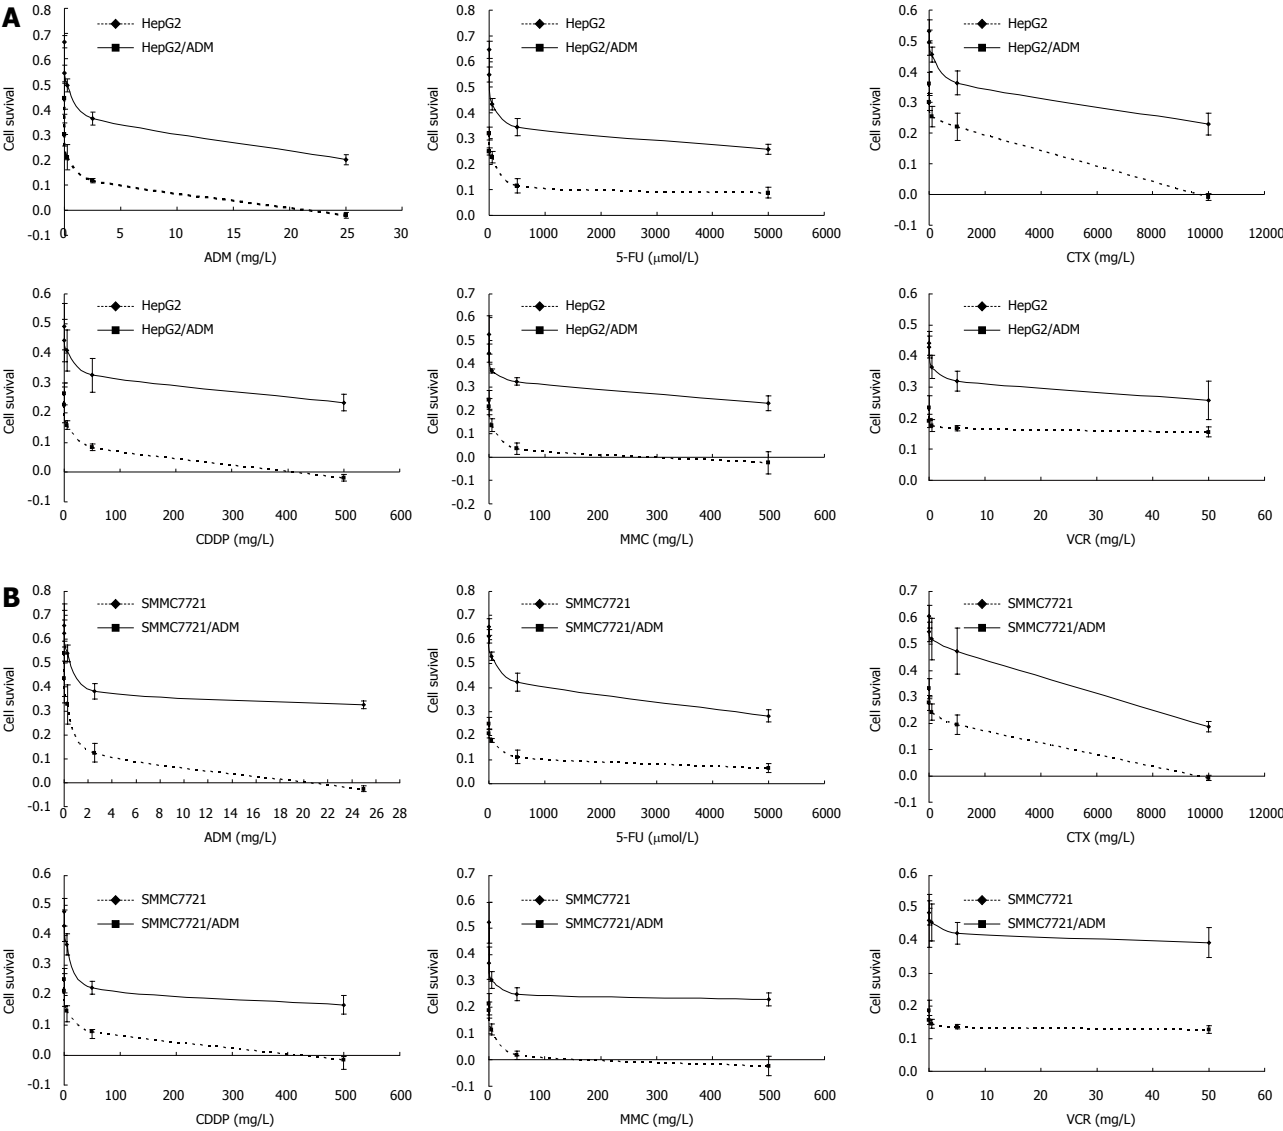 A
Cell suvival
0.8
0.7
0.6
0.5
0.4
0.3
0.2
0.1
0.0
-0.1
HepG2
HepG2/ADM
0 5 10 15 20 25 30
ADM (mg/L)
Cell suvival
0.8
0.7
0.6
0.5
0.4
0.3
0.2
0.1
0.0
HepG2
HepG2/ADM
0 1000 2000 3000 4000 5000 6000
5-FU (μmol/L)
Cell suvival
0.6
0.5
0.4
0.3
0.2
0.1
0.0
-0.1
HepG2
HepG2/ADM
0 2000 4000 6000 8000 10000 12000
CTX (mg/L)
Cell suvival
0.6
0.5
0.4
0.3
0.2
0.1
0.0
-0.1
HepG2
HepG2/ADM
0 100 200 300 400 500 600
CDDP (mg/L)
Cell suvival
0.7
0.6
0.5
0.4
0.3
0.2
0.1
0.0
-0.1
-0.2
HepG2
HepG2/ADM
0 100 200 300 400 500 600
MMC (mg/L)
Cell suvival
0.6
0.5
0.4
0.3
0.2
0.1
0.0
HepG2
HepG2/ADM
0 10 20 30 40 50 60
VCR (mg/L)
B
Cell suvival
0.8
0.7
0.6
0.5
0.4
0.3
0.2
0.1
0.0
-0.1
SMMC7721
SMMC7721/ADM
0 2 4 6 8 10 12 14 16 18 20 22 24 26 28
ADM (mg/L)
Cell suvival
0.8
0.7
0.6
0.5
0.4
0.3
0.2
0.1
0.0
SMMC7721
SMMC7721/ADM
0 1000 2000 3000 4000 5000 6000
5-FU (μmol/L)
Cell suvival
0.7
0.6
0.5
0.4
0.3
0.2
0.1
0.0
-0.1
SMMC7721
SMMC7721/ADM
0 2000 4000 6000 8000 10000 12000
CTX (mg/L)
Cell suvival
0.6
0.5
0.4
0.3
0.2
0.1
0.0
-0.1
SMMC7721
SMMC7721/ADM
0 100 200 300 400 500 600
CDDP (mg/L)
Cell suvival
0.7
0.6
0.5
0.4
0.3
0.2
0.1
0.0
-0.1
SMMC7721
SMMC7721/ADM
0 100 200 300 400 500 600
MMC (mg/L)
Cell suvival
0.6
0.5
0.4
0.3
0.2
0.1
0.0
SMMC7721
SMMC7721/ADM
0 10 20 30 40 50 60
VCR (mg/L)